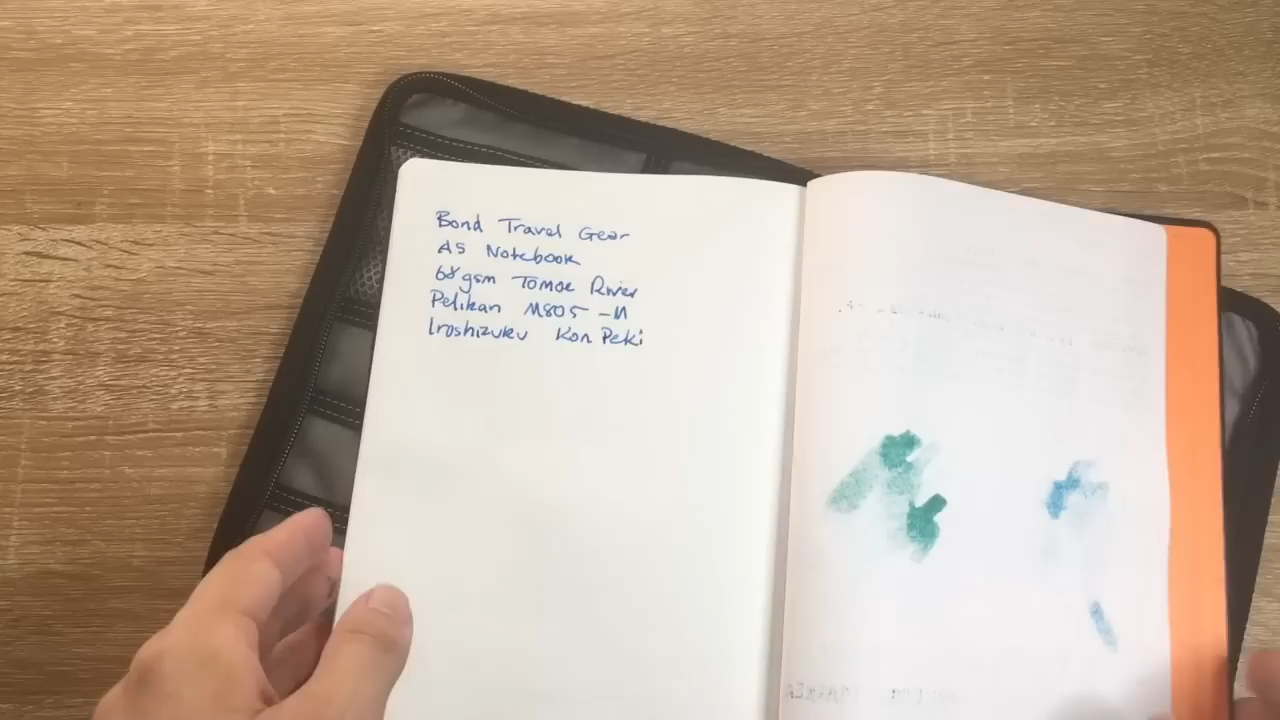 Bond Travel Gear
A5 Notebook
68gsm Tomoe River
Pelikan M805 -M
Iroshizuku Kon Peki